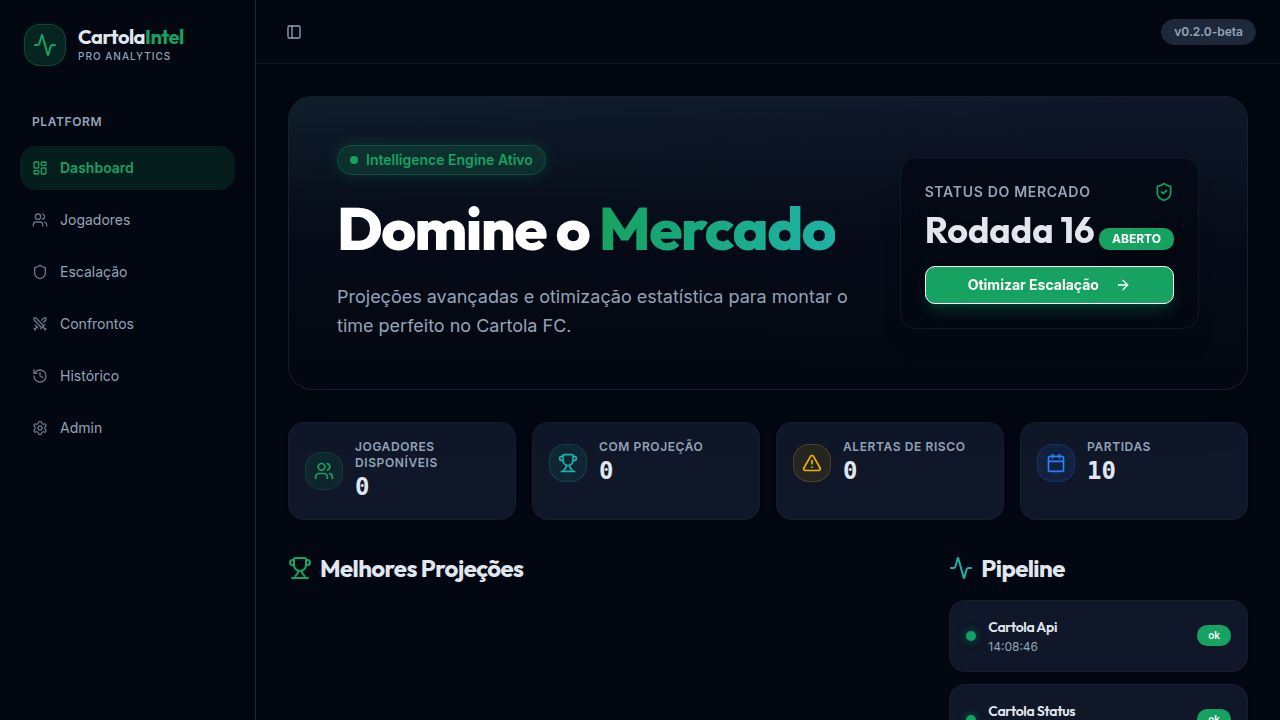 CartolaIntel
PRO ANALYTICS
v0.2.0-beta
PLATFORM
Dashboard
Jogadores
Escalação
Confrontos
Histórico
Admin
Intelligence Engine Ativo
Domine o Mercado
Projeções avançadas e otimização estatística para montar o
time perfeito no Cartola FC.
STATUS DO MERCADO
Rodada 16 ABERTO
Otimizar Escalação
JOGADORES
DISPONÍVEIS
0
COM PROJEÇÃO
0
ALERTAS DE RISCO
0
PARTIDAS
10
Melhores Projeções
Pipeline
Cartola Api
14:08:46
ok
Cartola Status
ok